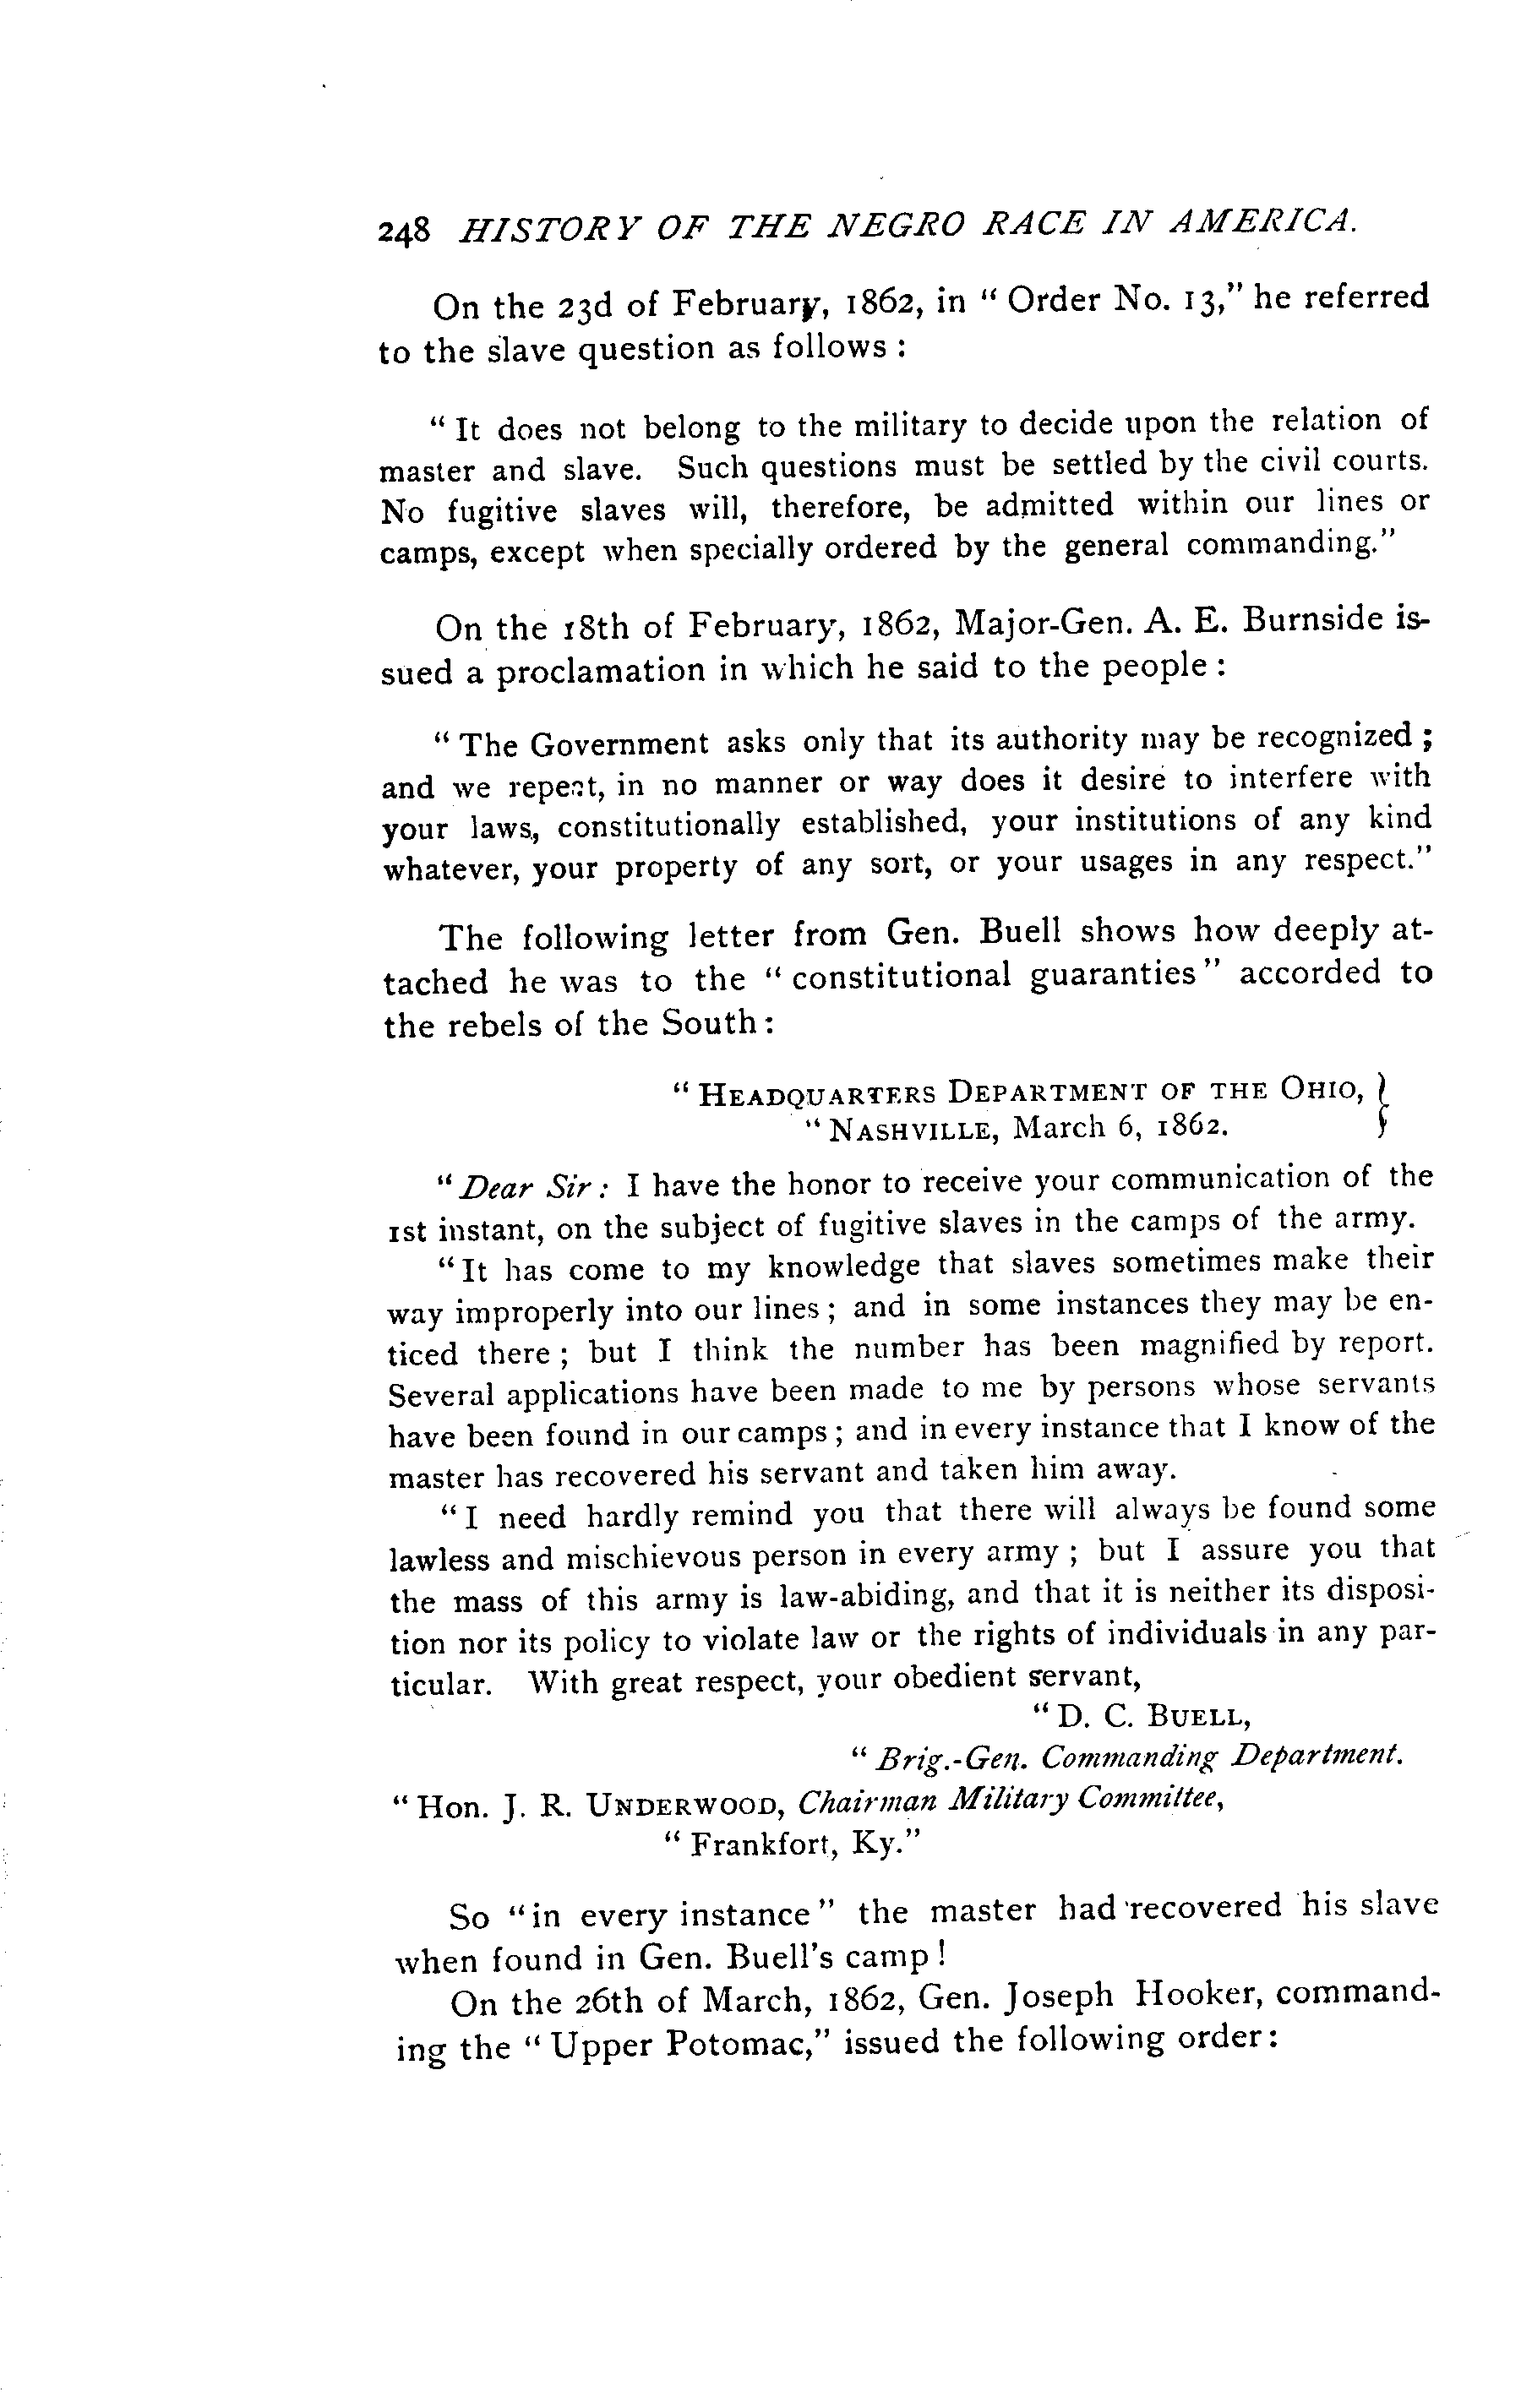 248 HISTORY OF THE NEGRO RACE IN AMERICA.
On the 23d of February, 1862, in " Order No. 13," he referred
to the slave question as follows :
" It does not belong to the military to decide upon the relation of
master and slave. Such questions must be settled by the civil courts.
No fugitive slaves will, therefore, be admitted within our lines or
camps, except when specially ordered by the general commanding."
On the 18th of February, 1862, Major-Gen. A. E. Burnside is-
sued a proclamation in which he said to the people :
" The Government asks only that its authority may be recognized ;
and we repeat, in no manner or way does it desire to interfere with
your laws, constitutionally established, your institutions of any kind
whatever, your property of any sort, or your usages in any respect."
The following letter from Gen. Buell shows how deeply at-
tached he was to the " constitutional guaranties" accorded to
the rebels of the South :
" HEADQUARTERS DEPARTMENT OF THE OHIO, }
" NASHVILLE, March 6, 1862.
" Dear Sir : I have the honor to receive your communication of the
1st instant, on the subject of fugitive slaves in the camps of the army.
" It has come to my knowledge that slaves sometimes make their
way improperly into our lines ; and in some instances they may be en-
ticed there ; but I think the number has been magnified by report.
Several applications have been made to me by persons whose servants
have been found in our camps ; and in every instance that I know of the
master has recovered his servant and taken him away.
" I need hardly remind you that there will always be found some
lawless and mischievous person in every army ; but I assure you that
the mass of this army is law-abiding, and that it is neither its disposi-
tion nor its policy to violate law or the rights of individuals in any par-
ticular. With great respect, your obedient servant,
" D. C. BUELL,
" Brig.-Gen. Commanding Department.
" Hon. J. R. UNDERWOOD, Chairman Military Committee,
" Frankfort, Ky."
So " in every instance " the master had recovered his slave
when found in Gen. Buell's camp !
On the 26th of March, 1862, Gen. Joseph Hooker, command-
ing the " Upper Potomac," issued the following order :